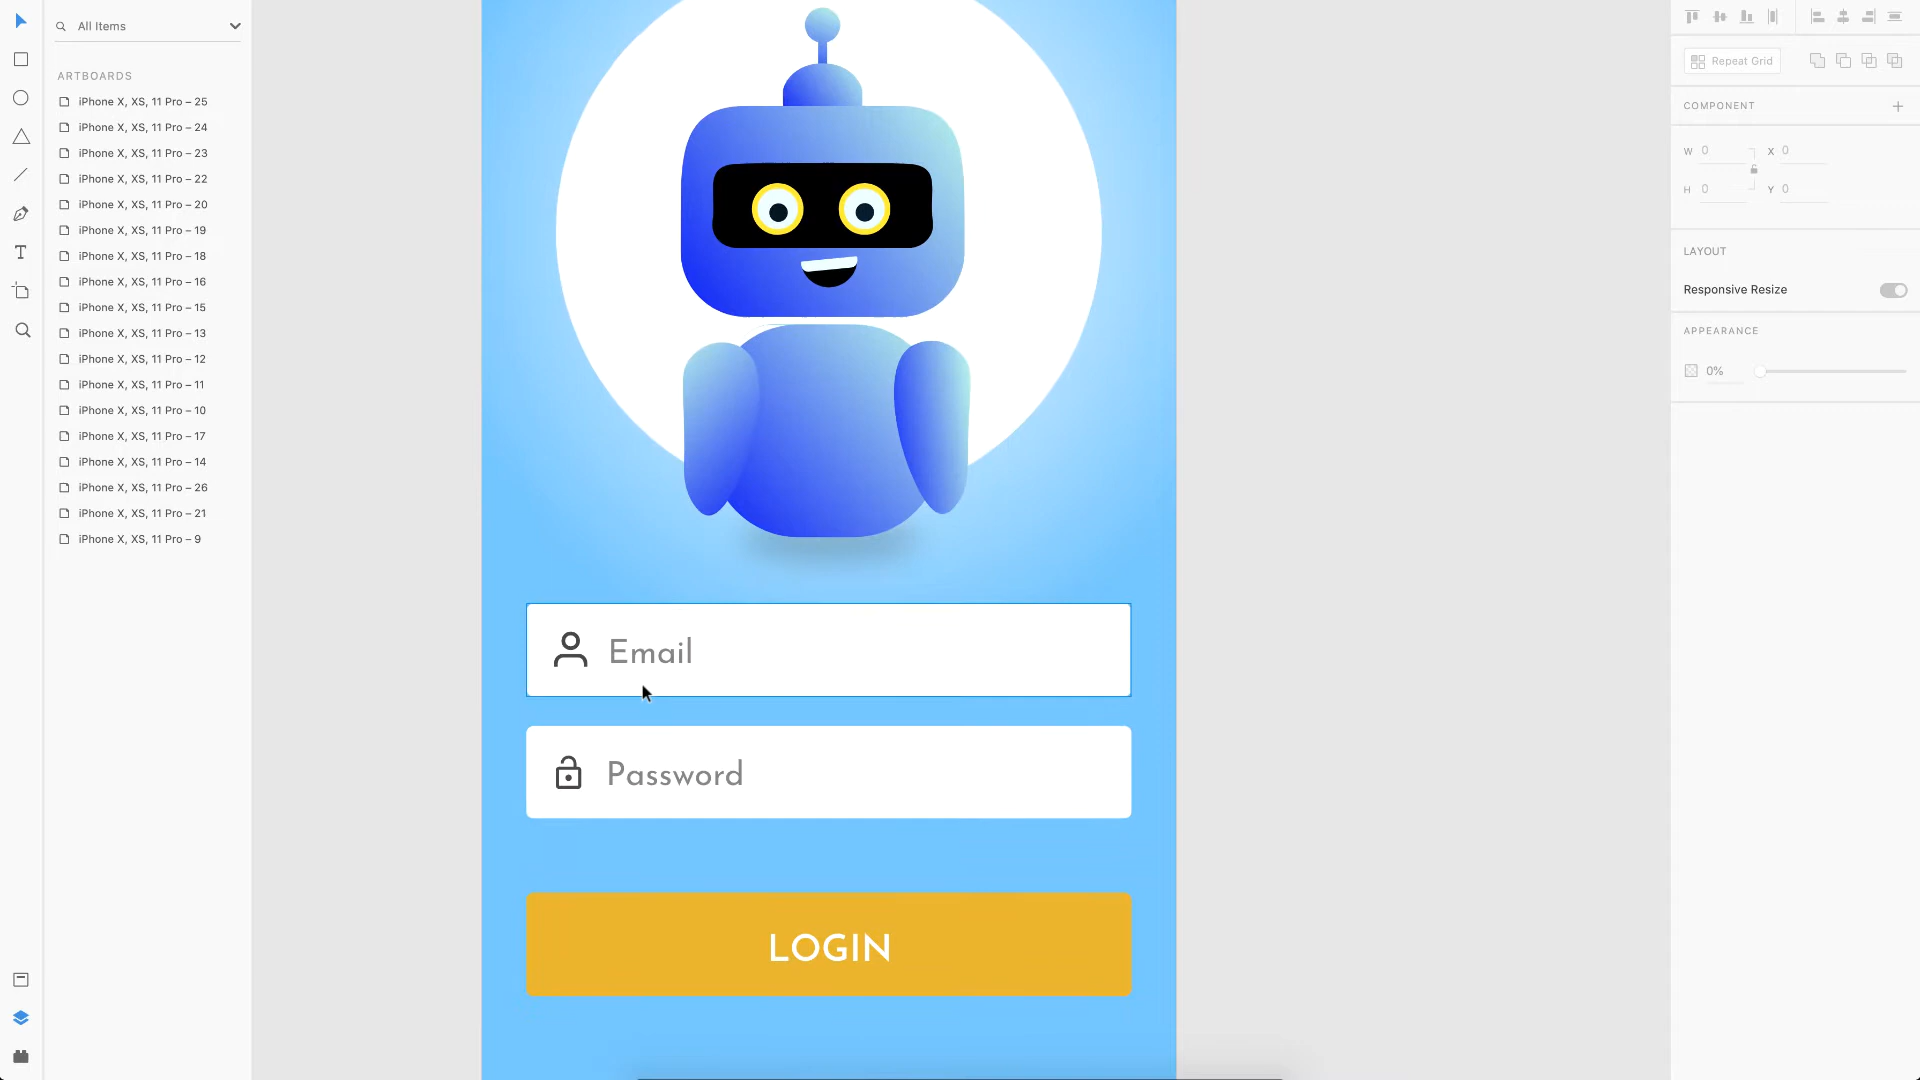 All Items
ARTBOARDS
iPhone X, XS, 11 Pro – 25
iPhone X, XS, 11 Pro – 24
iPhone X, XS, 11 Pro – 23
iPhone X, XS, 11 Pro – 22
iPhone X, XS, 11 Pro – 20
iPhone X, XS, 11 Pro – 19
iPhone X, XS, 11 Pro – 18
iPhone X, XS, 11 Pro – 16
iPhone X, XS, 11 Pro – 15
iPhone X, XS, 11 Pro – 13
iPhone X, XS, 11 Pro – 12
iPhone X, XS, 11 Pro – 11
iPhone X, XS, 11 Pro – 10
iPhone X, XS, 11 Pro – 17
iPhone X, XS, 11 Pro – 14
iPhone X, XS, 11 Pro – 26
iPhone X, XS, 11 Pro – 21
iPhone X, XS, 11 Pro – 9
Email
Password
LOGIN
Repeat Grid
COMPONENT
W 0 X 0
H 0 Y 0
LAYOUT
Responsive Resize
APPEARANCE
0%